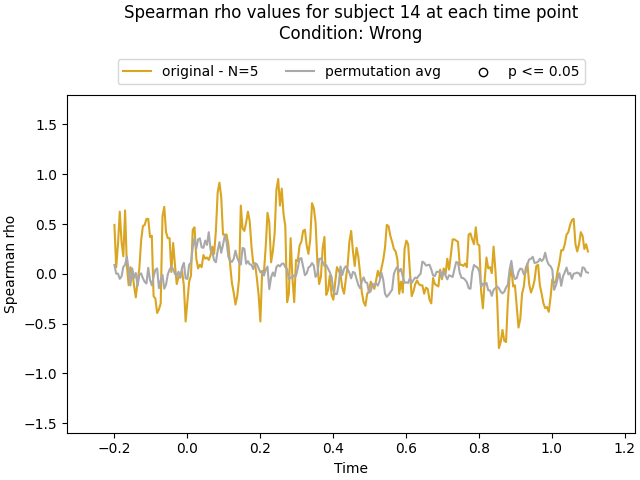 Spearman rho values for subject 14 at each time point
Condition: Wrong
original - N=5 permutation avg p <= 0.05
1.5
1.0
0.5
0.0
−0.5
−1.0
−1.5
Spearman rho
−0.2 0.0 0.2 0.4 0.6 0.8 1.0 1.2
Time